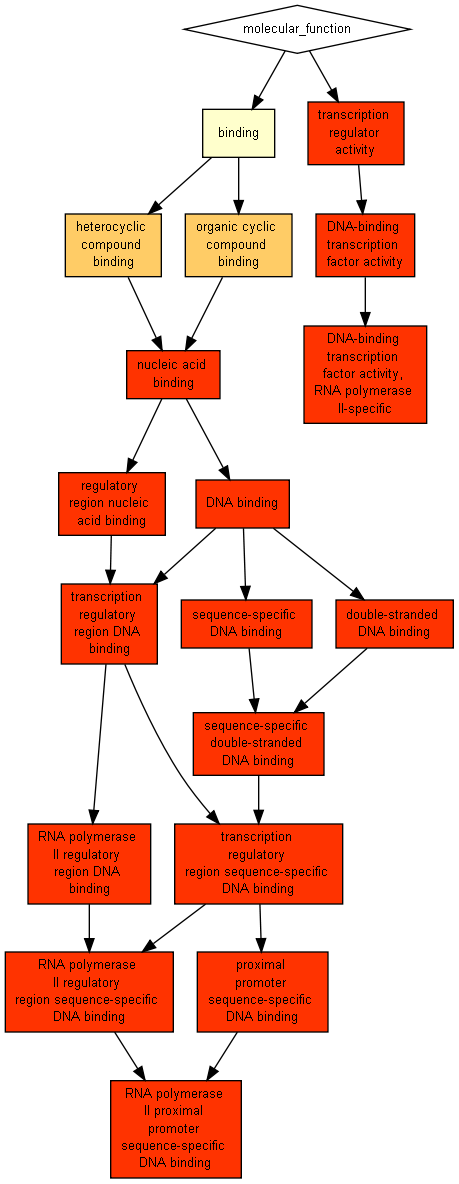 molecular_function
binding
transcription
regulator
activity
heterocyclic
compound
binding
organic cyclic
compound
binding
DNA-binding
transcription
factor activity
DNA-binding
transcription
factor activity,
RNA polymerase
II-specific
nucleic acid
binding
regulatory
region nucleic
acid binding
DNA binding
transcription
regulatory
region DNA
binding
sequence-specific
DNA binding
double-stranded
DNA binding
sequence-specific
double-stranded
DNA binding
RNA polymerase
II regulatory
region DNA
binding
transcription
regulatory
region sequence-specific
DNA binding
RNA polymerase
II regulatory
region sequence-specific
DNA binding
proximal
promoter
sequence-specific
DNA binding
RNA polymerase
II proximal
promoter
sequence-specific
DNA binding